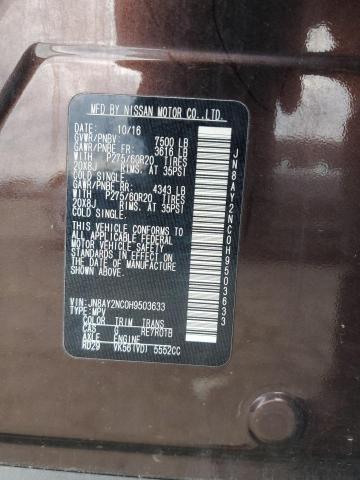 MFD BY NISSAN MOTOR CO.,LTD.
10/16
GVWR/PNBV 7500 LB
GAWR/PNBE FR: 3616 LB
WITH P275/60R20 TIRES
20X8J RIMS AT 35PSI
COLD SINGLE.
GAWR/PNBE RR: 4343 LB
WITH P275/60R20 TIRES
20X8J RIMS AT 35PSI
COLD SINGLE.
THIS VEHICLE CONFORMS TO ALL
APPLICABLE FEDERAL
MOTOR VEHICLE SAFETY
STANDARDS IN EFFECT
ON THE DATE OF
MANUFACTURE SHOWN ABOVE.
VIN:JN8AY2NC0H9503633
TYPE:MPV
COLOR TRIM TRANS
CAS G RE7R01B
AXLE ENGINE
RD29 VK56(VD) 5552CC
JN8AY2NC0H9503633